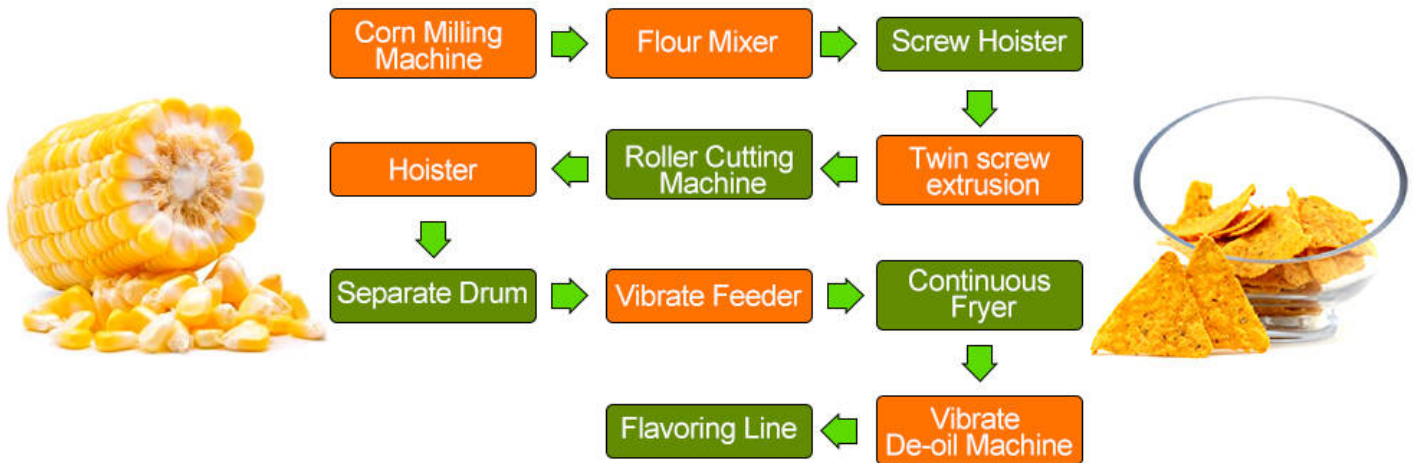 Corn Milling
Machine
Flour Mixer
Screw Hoister
Twin screw
extrusion
Roller Cutting
Machine
Hoister
Separate Drum
Vibrate Feeder
Continuous
Fryer
Vibrate
De-oil Machine
Flavoring Line